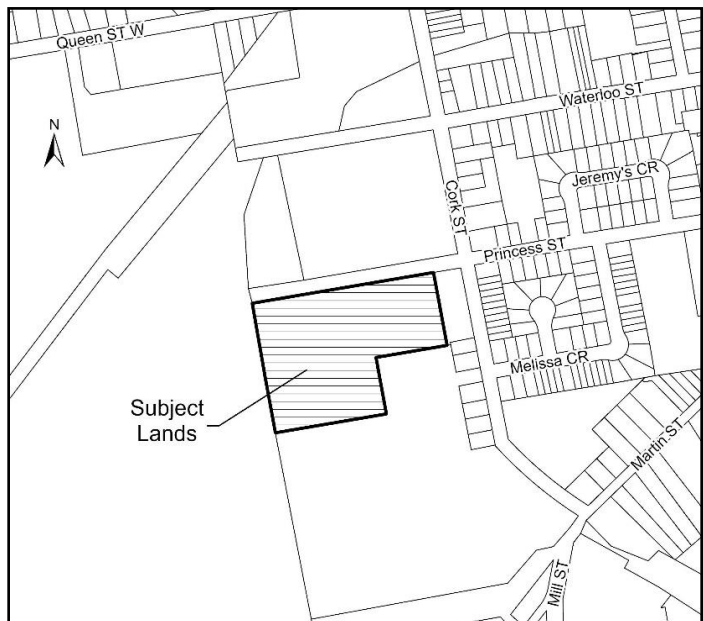 Queen ST W
Waterloo ST
N
Jeremy's CR
Cork ST
Princess ST
Melissa CR
Subject
Lands
Martin ST
Mill ST